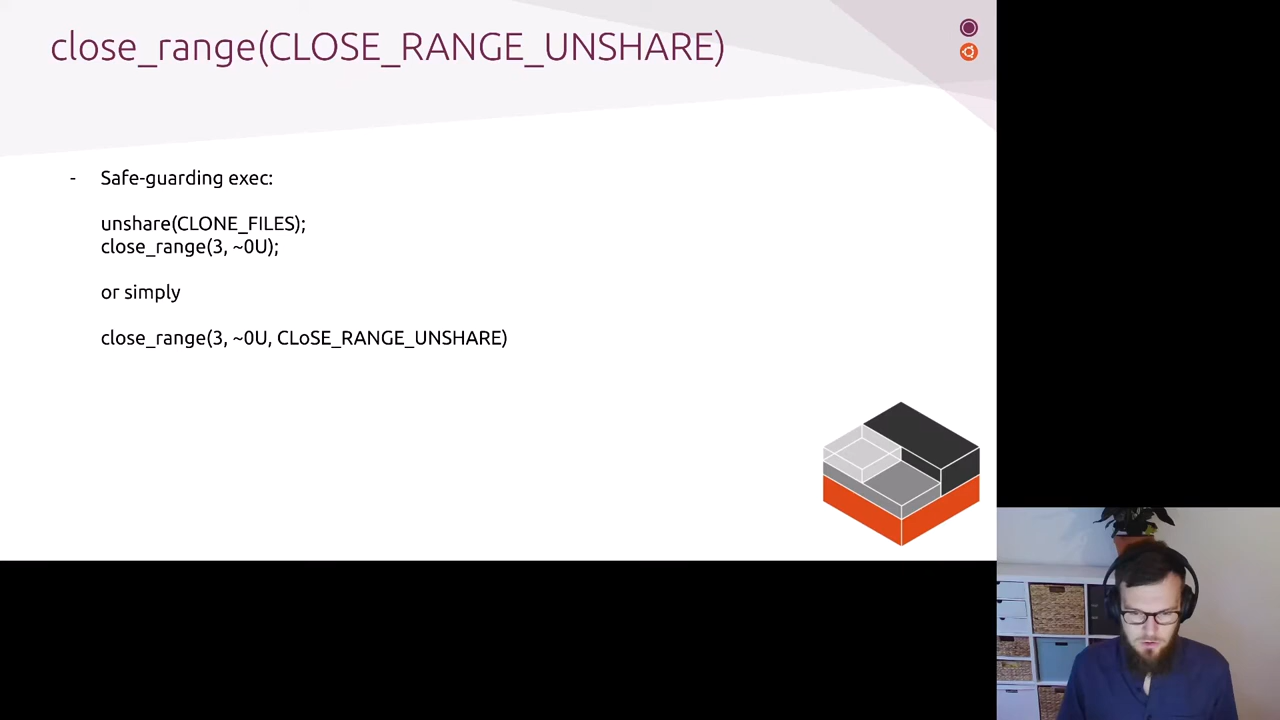 close_range(CLOSE_RANGE_UNSHARE)
- Safe-guarding exec:
unshare(CLONE_FILES);
close_range(3, ~0U);
or simply
close_range(3, ~0U, CLoSE_RANGE_UNSHARE)